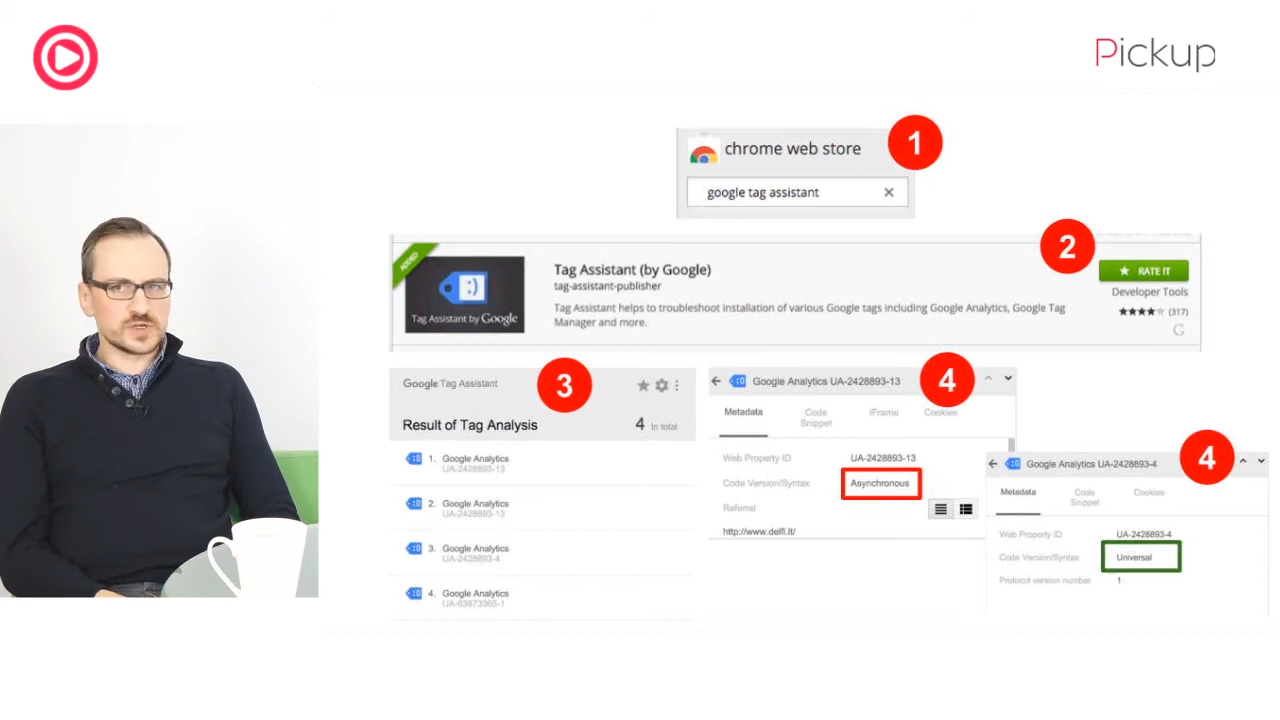 Pickup
1
chrome web store
google tag assistant
2
ADDED
Tag Assistant by Google
Tag Assistant (by Google)
tag-assistant-publisher
Tag Assistant helps to troubleshoot installation of various Google tags including Google Analytics, Google Tag
Manager and more.
RATE IT
Developer Tools
(317)
G
3
Google Tag Assistant
Result of Tag Analysis
4 In total
1. Google Analytics
UA-2428893-13
2. Google Analytics
UA-2428893-13
3. Google Analytics
UA-2428893-4
4. Google Analytics
UA-83673365-1
4
Google Analytics UA-2428893-13
Metadata
Code
Snippet
IFrame
Cookies
Web Property ID UA-2428893-13
Code Version/Syntax Asynchronous
Referral
http://www.delfi.lt/
4
Google Analytics UA-2428893-4
Metadata
Code
Snippet
Cookies
Web Property ID UA-2428893-4
Code Version/Syntax Universal
Protocol version number 1